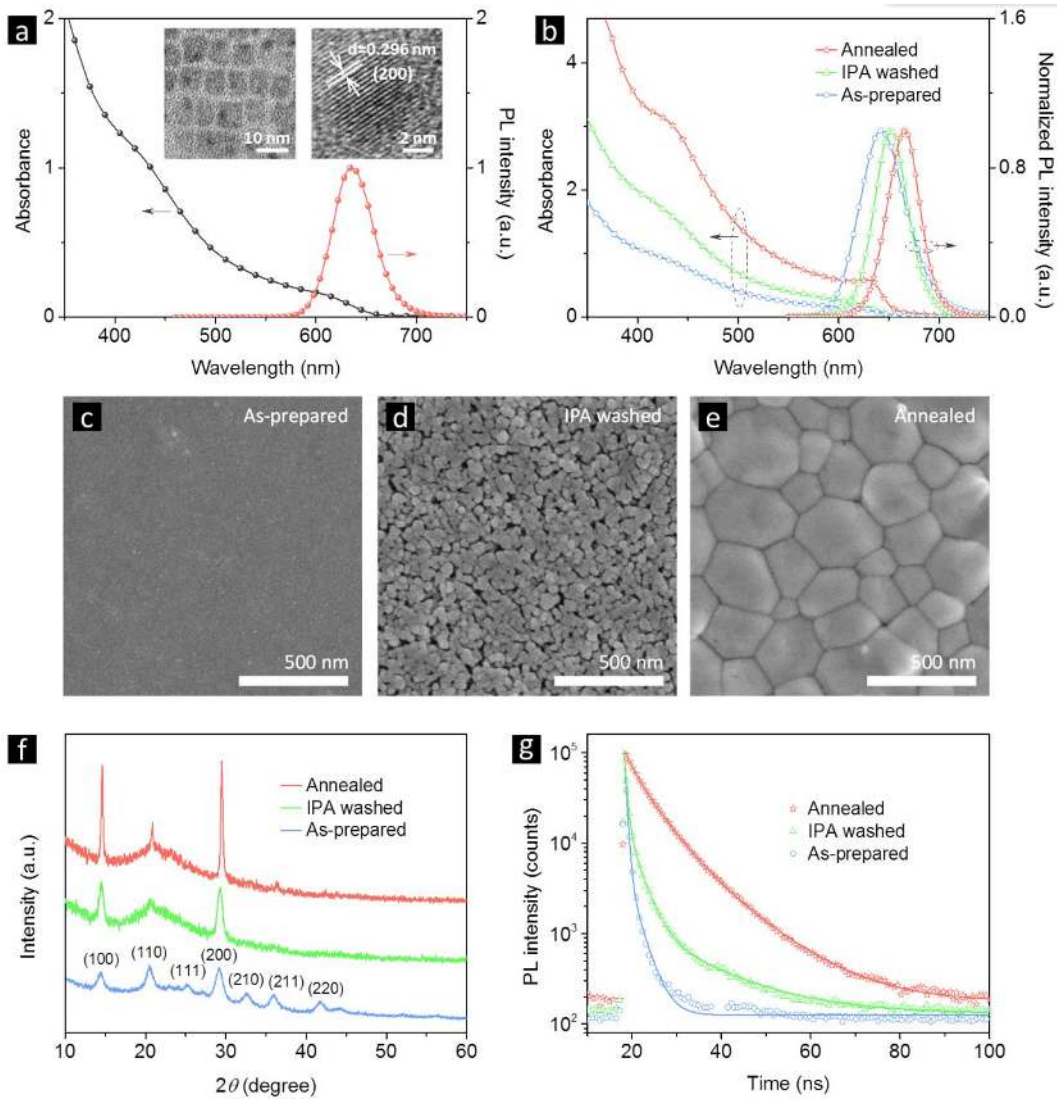 a
2
1
0
Absorbance
400 500 600 700
Wavelength (nm)
2
1
0
PL intensity (a.u.)
10 nm
d=0.296 nm
(200)
2 nm
b
4
2
0
Absorbance
400 500 600 700
Wavelength (nm)
1.6
0.8
0.0
Normalized PL intensity (a.u.)
Annealed
IPA washed
As-prepared
c
As-prepared
500 nm
d
IPA washed
500 nm
e
Annealed
500 nm
f
Intensity (a.u.)
Annealed
IPA washed
As-prepared
(100)
(110)
(111)
(200)
(210)
(211)
(220)
10 20 30 40 50 60
2θ (degree)
g
10⁵
10⁴
10³
10²
PL intensity (counts)
Annealed
IPA washed
As-prepared
20 40 60 80 100
Time (ns)